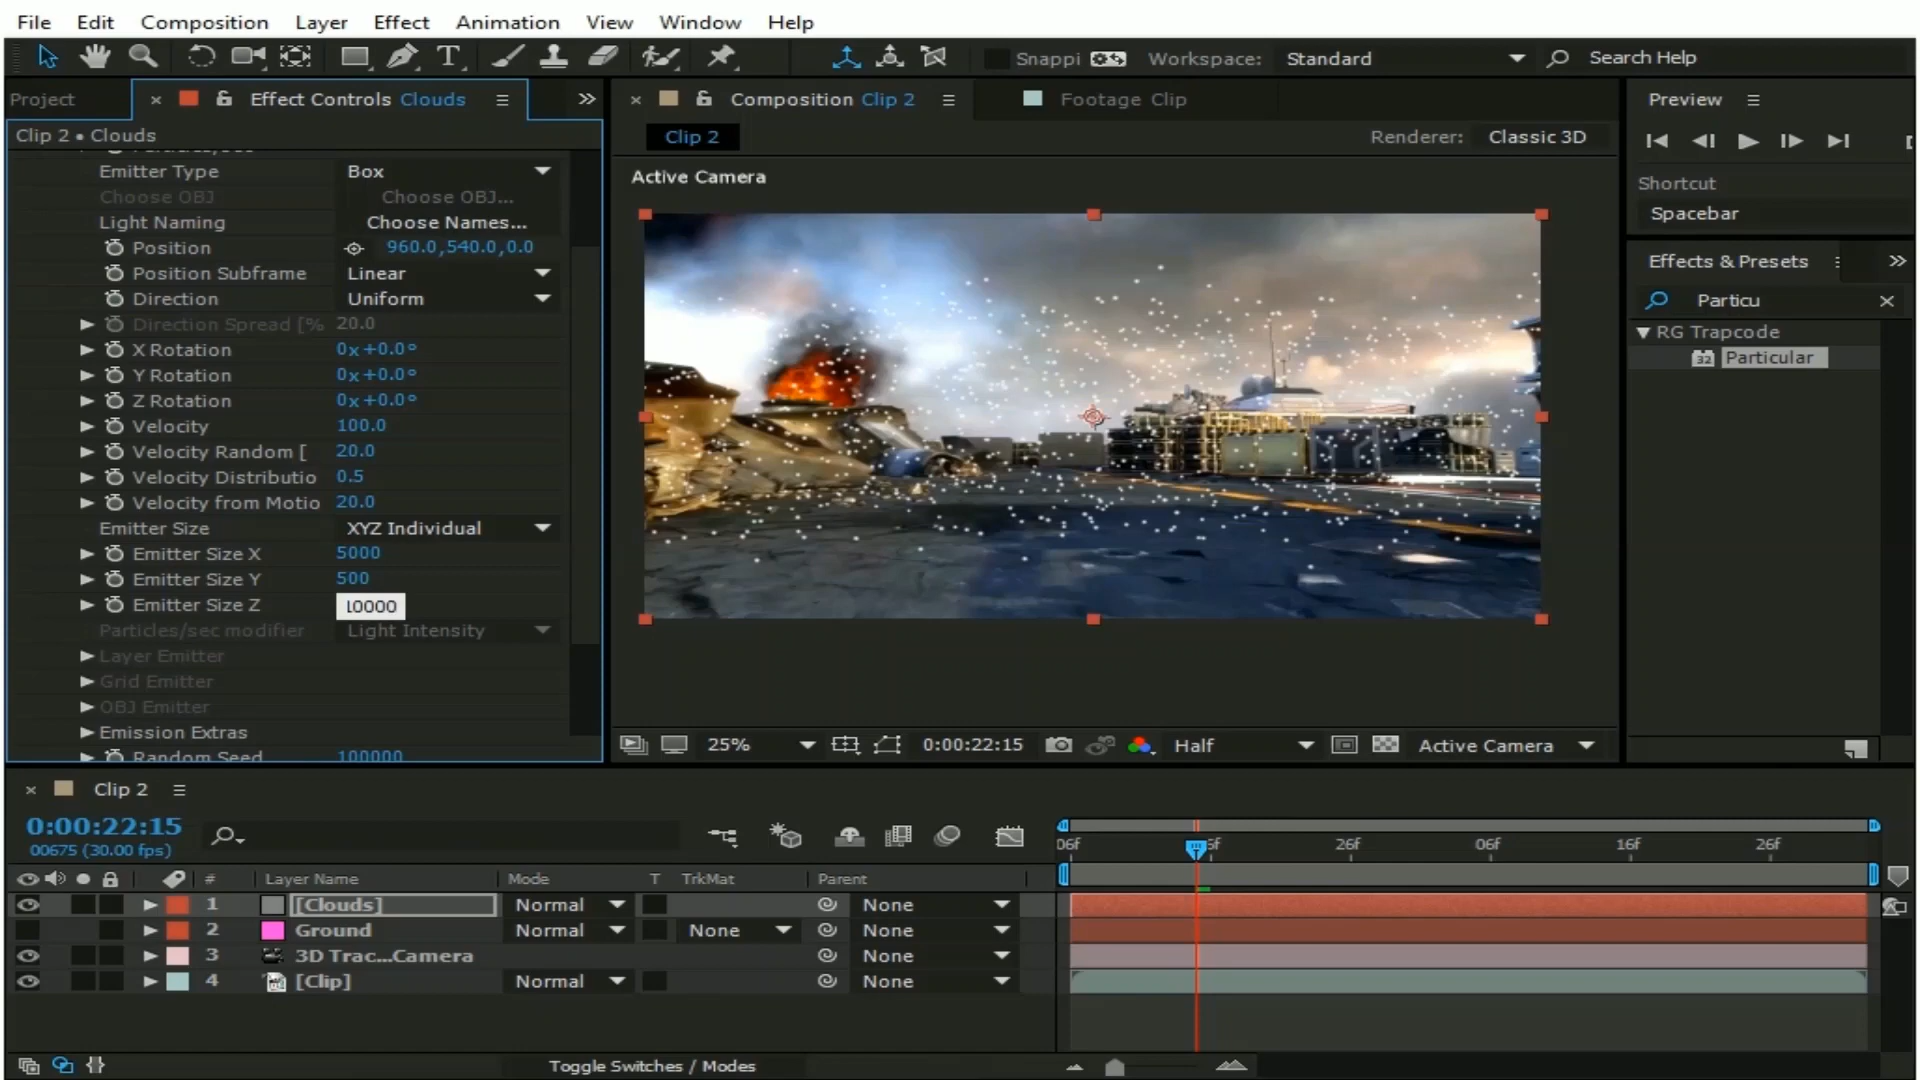 File Edit Composition Layer Effect Animation View Window Help
Snappi Workspace: Standard Search Help
Project Effect Controls Clouds
Composition Clip 2 Footage Clip
Preview
Clip 2 • Clouds
Clip 2
Renderer: Classic 3D
Active Camera
Emitter Type Box
Choose OBJ Choose OBJ...
Light Naming Choose Names...
Position 960.0,540.0,0.0
Position Subframe Linear
Direction Uniform
Direction Spread [% 20.0
X Rotation 0x+0.0°
Y Rotation 0x+0.0°
Z Rotation 0x+0.0°
Velocity 100.0
Velocity Random [ 20.0
Velocity Distributio 0.5
Velocity from Motio 20.0
Emitter Size XYZ Individual
Emitter Size X 5000
Emitter Size Y 500
Emitter Size Z 10000
Particles/sec modifier Light Intensity
Layer Emitter
Grid Emitter
OBJ Emitter
Emission Extras
Random Seed 100000
25% 0:00:22:15 Half Active Camera
Shortcut
Spacebar
Effects & Presets
Particu
RG Trapcode
32 Particular
Clip 2
0:00:22:15
00675 (30.00 fps)
06f 26f 06f 16f 26f
# Layer Name Mode T TrkMat Parent
1 [Clouds] Normal None
2 Ground Normal None None
3 3D Trac...Camera None
4 [Clip] Normal None
Toggle Switches / Modes